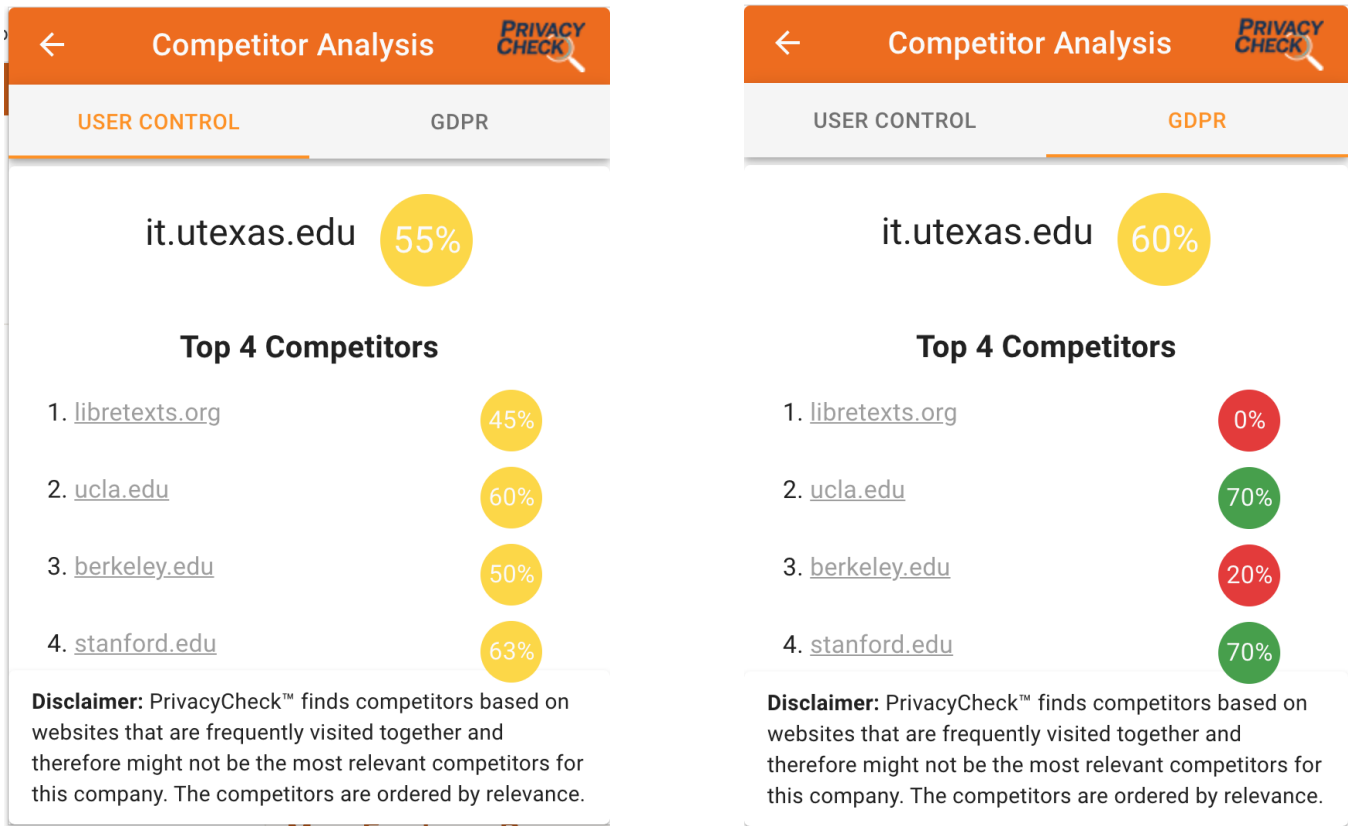 Competitor Analysis
PRIVACY
CHECK
USER CONTROL
GDPR
it.utexas.edu
55%
Top 4 Competitors
1. libretexts.org
45%
2. ucla.edu
60%
3. berkeley.edu
50%
4. stanford.edu
63%
Disclaimer: PrivacyCheck™ finds competitors based on
websites that are frequently visited together and
therefore might not be the most relevant competitors for
this company. The competitors are ordered by relevance.
Competitor Analysis
PRIVACY
CHECK
USER CONTROL
GDPR
it.utexas.edu
60%
Top 4 Competitors
1. libretexts.org
0%
2. ucla.edu
70%
3. berkeley.edu
20%
4. stanford.edu
70%
Disclaimer: PrivacyCheck™ finds competitors based on
websites that are frequently visited together and
therefore might not be the most relevant competitors for
this company. The competitors are ordered by relevance.